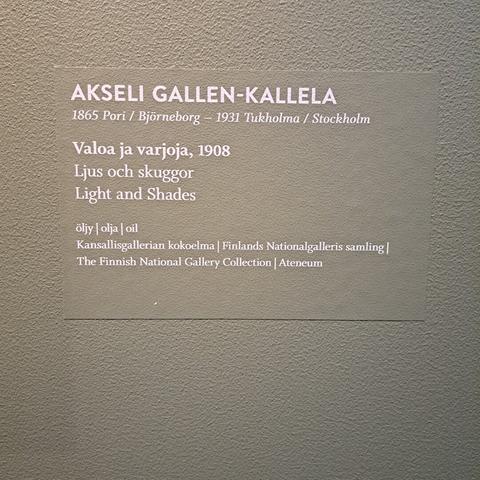 AKSELI GALLEN-KALLELA
1865 Pori / Björneborg – 1931 Tukholma / Stockholm
Valoa ja varjoja, 1908
Ljus och skuggor
Light and Shades
öljy | olja | oil
Kansallisgallerian kokoelma | Finlands Nationalgalleris samling |
The Finnish National Gallery Collection | Ateneum